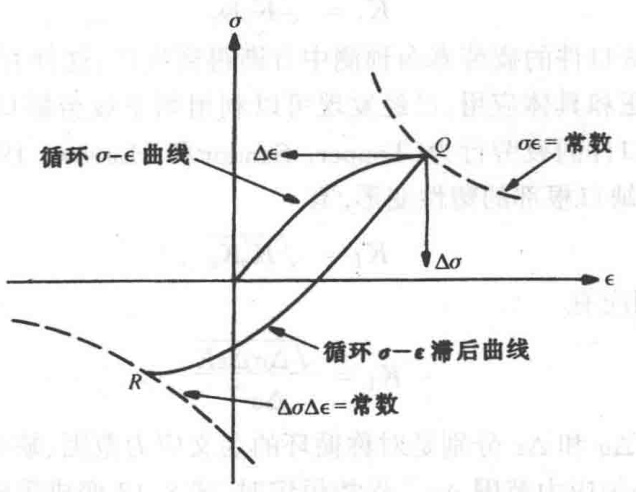 σ
循环 σ–ϵ 曲线
Δϵ
Q
σϵ = 常数
Δσ
ϵ
循环 σ–ε 滞后曲线
R
ΔσΔϵ = 常数